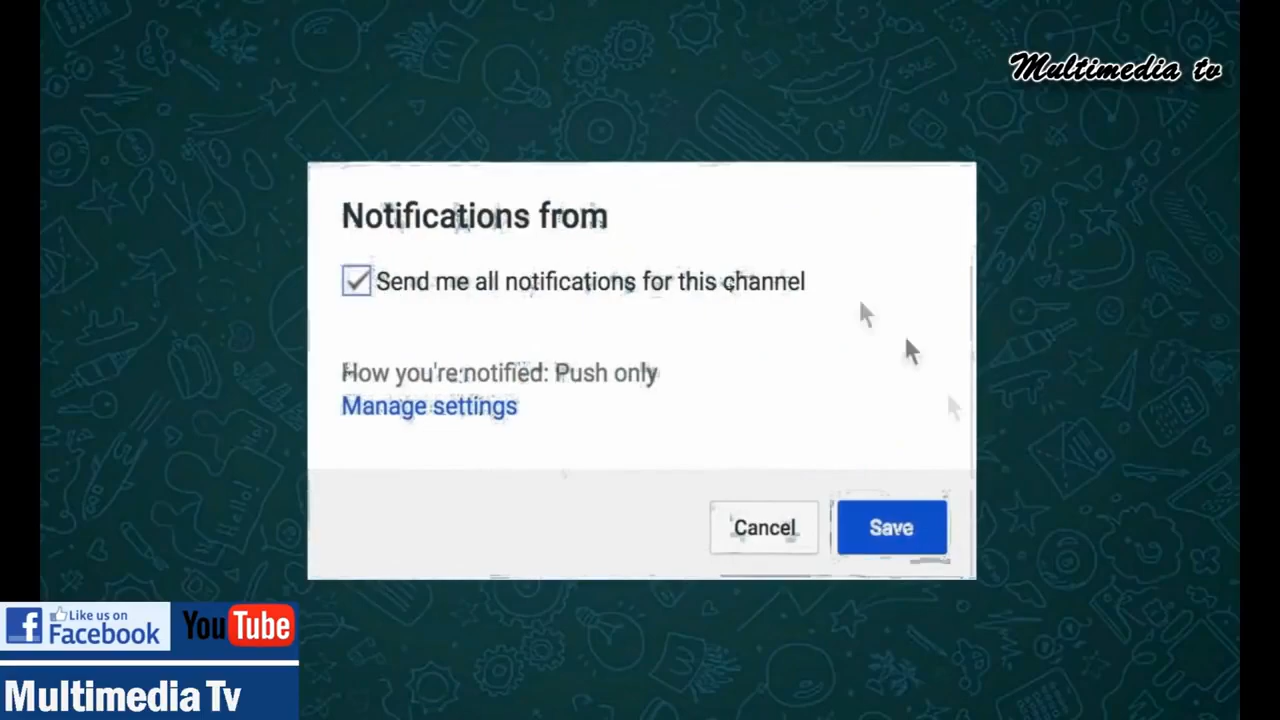 Multimedia tv
Notifications from
Send me all notifications for this channel
How you're notified: Push only
Manage settings
Cancel
Save
Like us on
Facebook
YouTube
Multimedia Tv